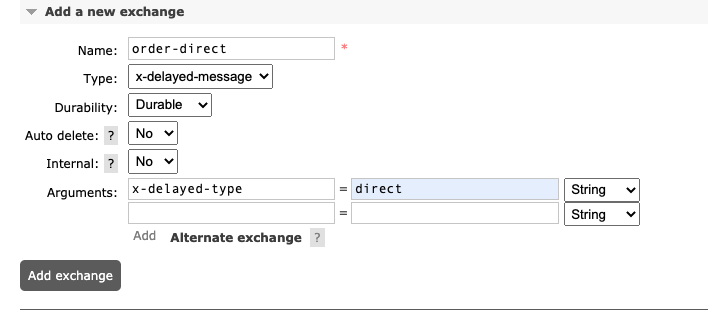 Add a new exchange
Name: order-direct *
Type: x-delayed-message
Durability: Durable
Auto delete: ? No
Internal: ? No
Arguments: x-delayed-type = direct String
= String
Add Alternate exchange ?
Add exchange